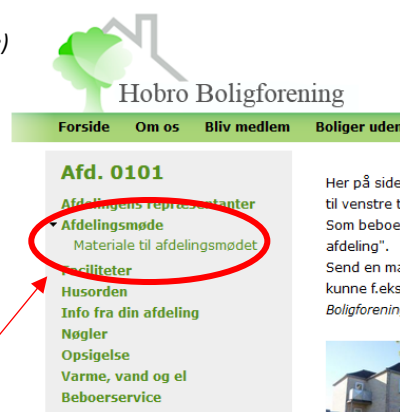 )
Hobro Boligforening
Forside Om os Bliv medlem Boliger uden
Afd. 0101
Afdelingens repræsentanter
Afdelingsmøde
Materiale til afdelingsmødet
Faciliteter
Husorden
Info fra din afdeling
Nøgler
Opsigelse
Varme, vand og el
Beboerservice
Her på side
til venstre t
Som beboe
afdeling".
Send en ma
kunne f.eks
Boligforenin